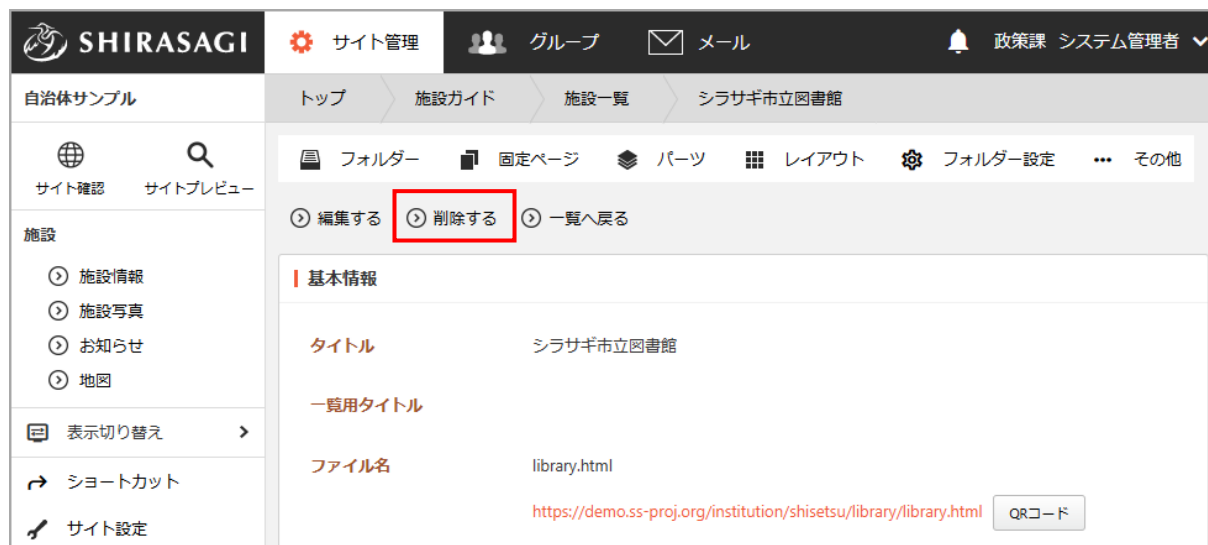 SHIRASAGI サイト管理 グループ メール 政策課 システム管理者
自治体サンプル
トップ 施設ガイド 施設一覧 シラサギ市立図書館
サイト確認 サイトプレビュー
フォルダー 固定ページ パーツ レイアウト フォルダー設定 ••• その他
編集する 削除する 一覧へ戻る
施設
施設情報
施設写真
お知らせ
地図
表示切り替え
ショートカット
サイト設定
基本情報
タイトル シラサギ市立図書館
一覧用タイトル
ファイル名 library.html
https://demo.ss-proj.org/institution/shisetsu/library/library.html QRコード